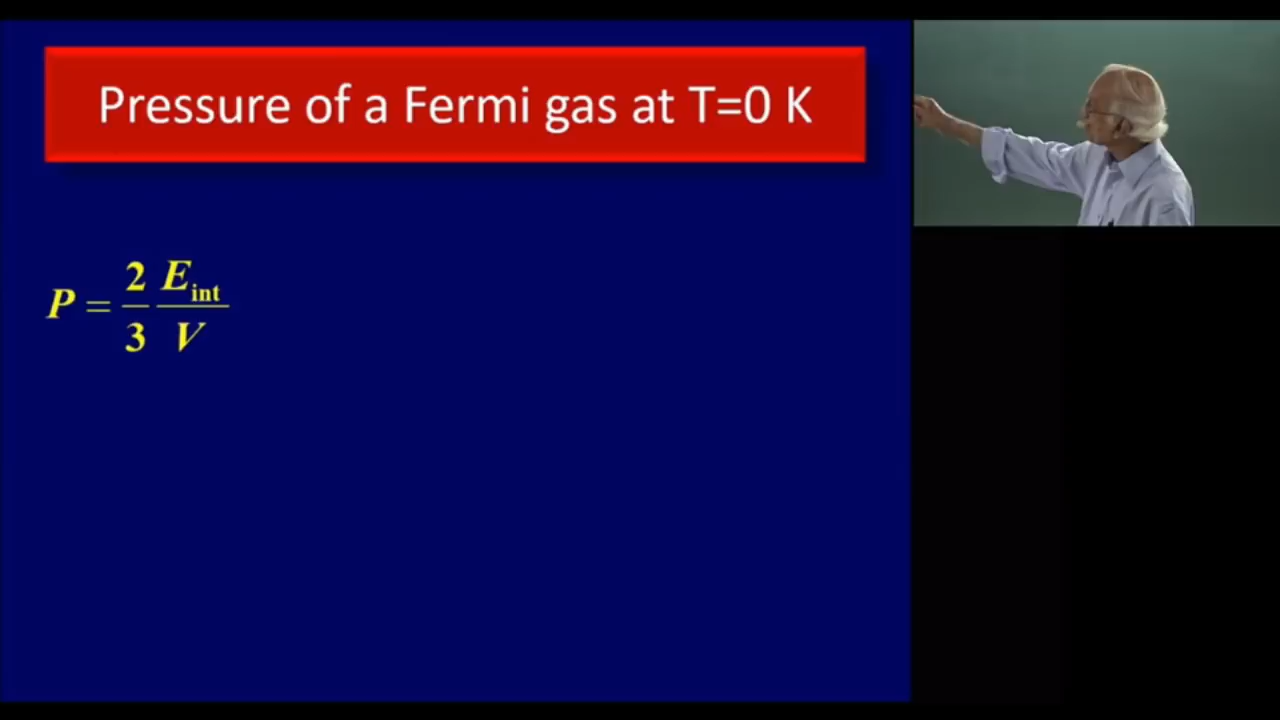 Pressure of a Fermi gas at T=0 K
P = 2/3 E_int/V